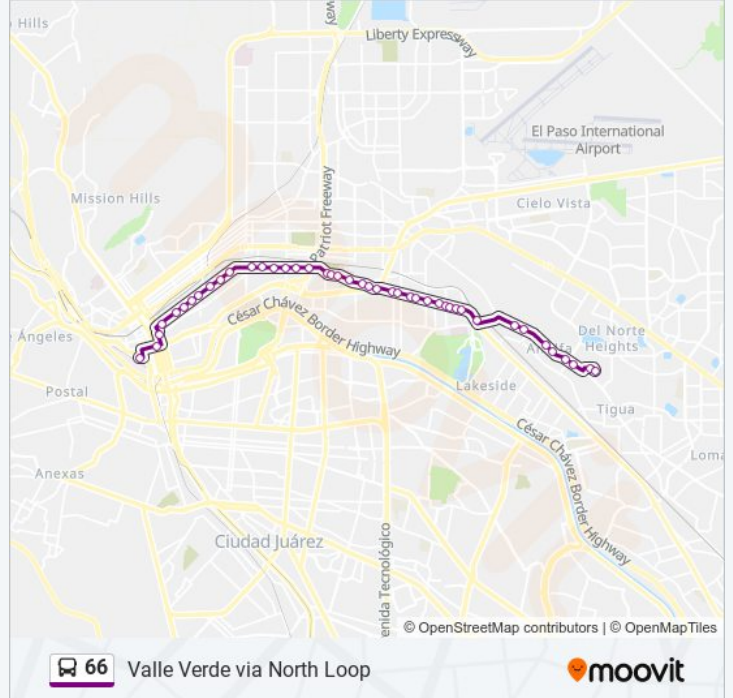 Hills
way
Liberty Expressway
El Paso International
Airport
Mission Hills
Patriot Freeway
Cielo Vista
César Chávez Border Highway
Ángeles
Del Norte
Heights
Lakeside
Postal
Tigua
César Chávez Border Highway
Loma
Anexas
Ciudad Juárez
enida Tecnológico
© OpenStreetMap contributors | © OpenMapTiles
66 Valle Verde via North Loop
moovit